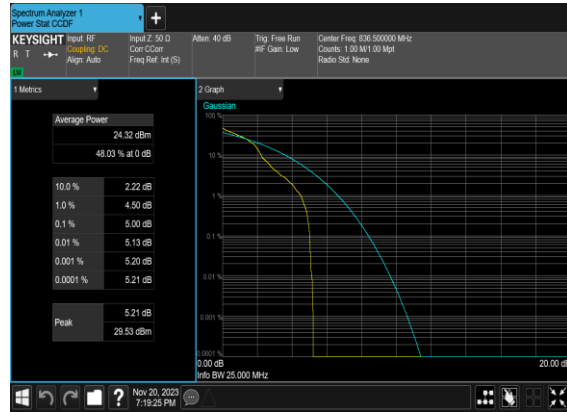 Spectrum Analyzer 1
Power Stat CCDF
+
KEYSIGHT
R T
LW
Input: RF
Coupling: DC
Align: Auto
Input Z: 50 Ω
Corr CCorr
Freq Ref: Int (S)
Atten: 40 dB
Trig: Free Run
#IF Gain: Low
Center Freq: 836.500000 MHz
Counts: 1.00 M/1.00 Mpt
Radio Std: None
1 Metrics
Average Power
24.32 dBm
48.03 % at 0 dB
10.0 % 2.22 dB
1.0 % 4.50 dB
0.1 % 5.00 dB
0.01 % 5.13 dB
0.001 % 5.20 dB
0.0001 % 5.21 dB
Peak
5.21 dB
29.53 dBm
2 Graph
Gaussian
100 %
10 %
1 %
0.1 %
0.01 %
0.001 %
0.0001 %
0.00 dB
20.00 dB
Info BW 25.000 MHz
?
Nov 20, 2023
7:19:25 PM